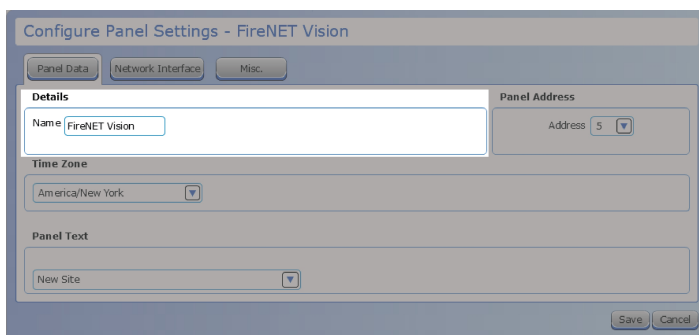 Configure Panel Settings - FireNET Vision
Panel Data
Network Interface
Misc.
Details
Name FireNET Vision
Panel Address
Address 5
Time Zone
America/New York
Panel Text
New Site
Save
Cancel